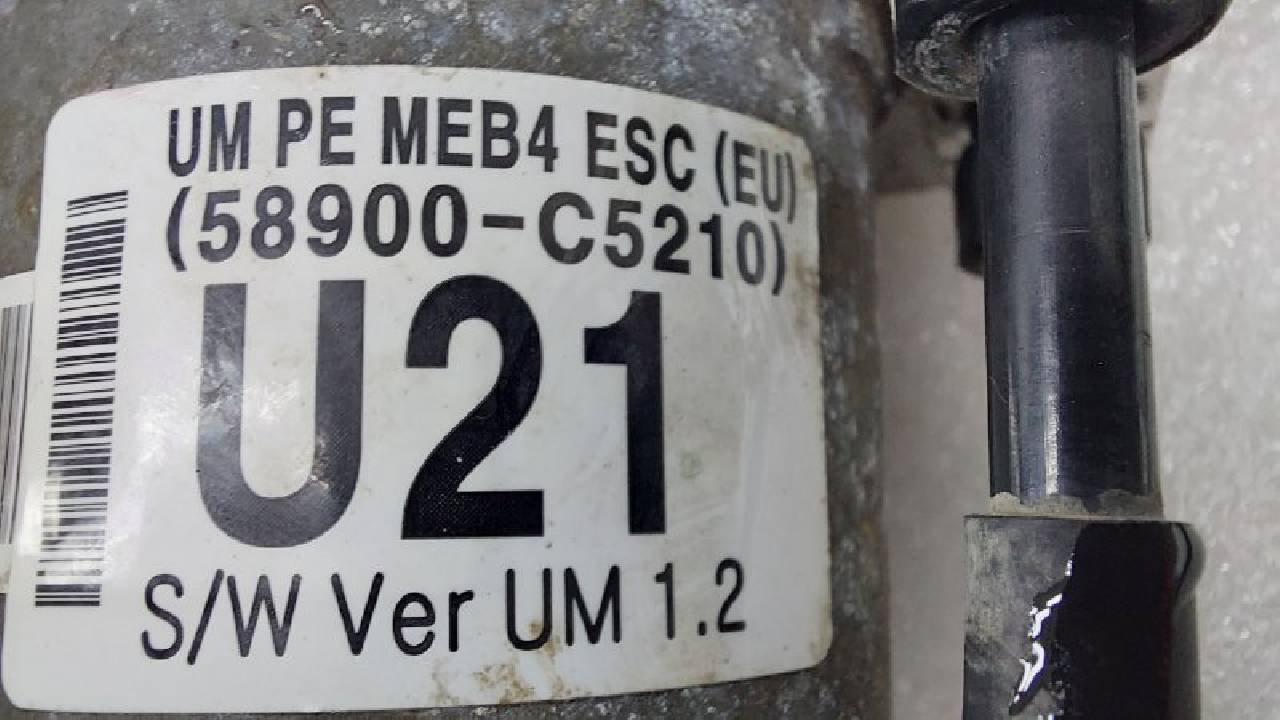 UM PE MEB4 ESC (EU)
(58900-C5210)
U21
S/W Ver UM 1.2